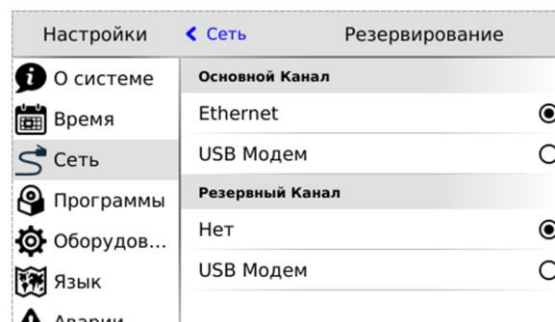 Настройки
Сеть
Резервирование
О системе
Время
Сеть
Программы
Оборудов...
Язык
Аварии
Основной Канал
Ethernet
USB Модем
Резервный Канал
Нет
USB Модем